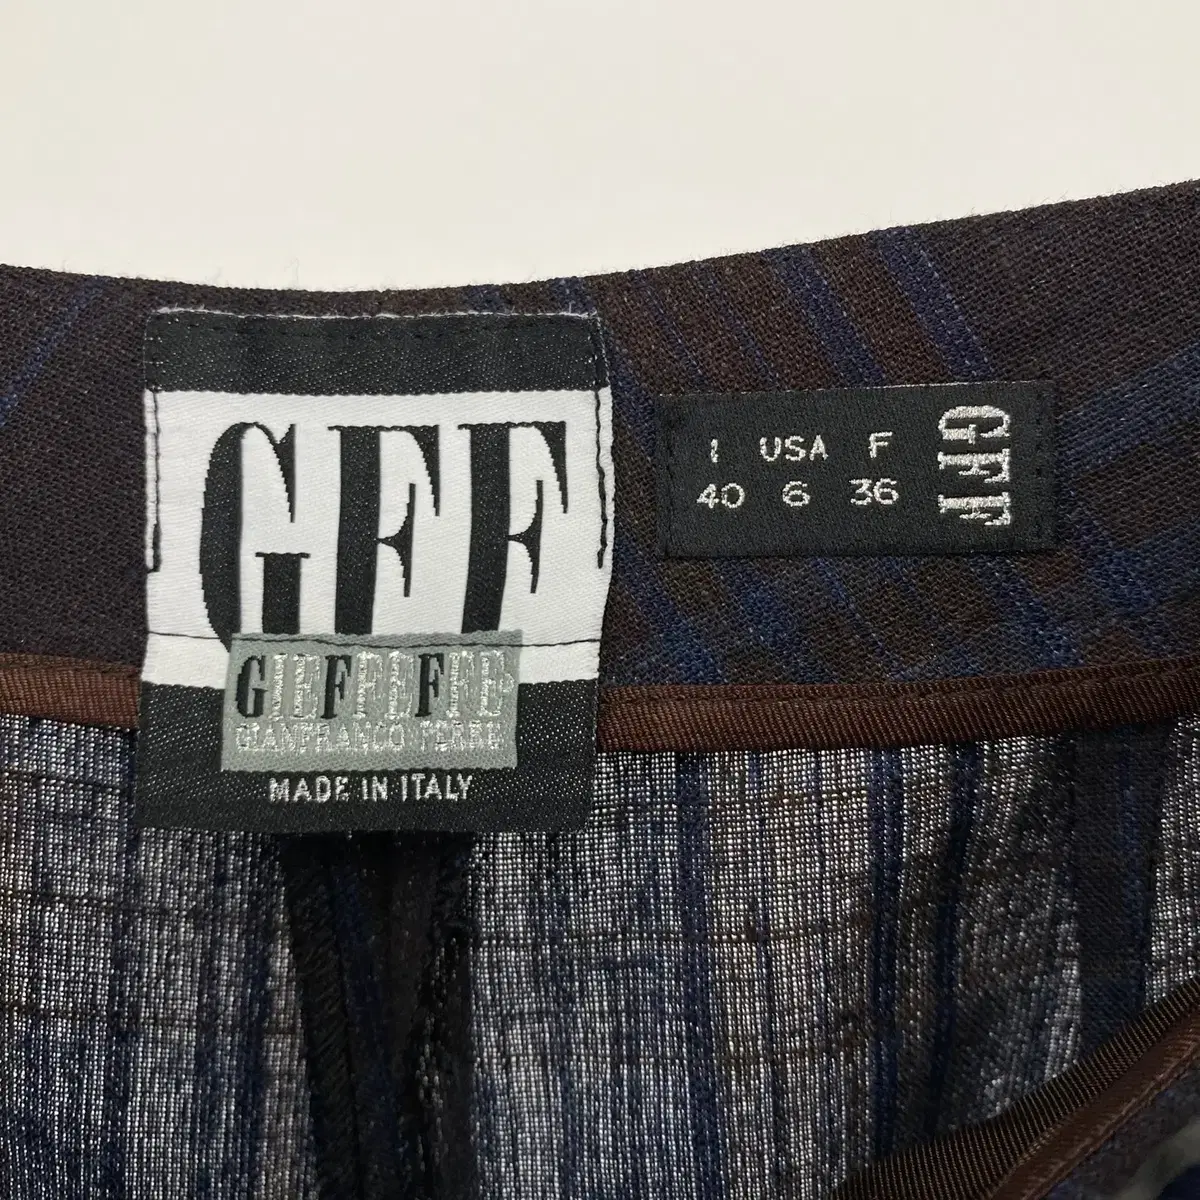 GFF
GIEFFEFFE
GIANFRANCO FERRE
MADE IN ITALY
I USA F
40 6 36
GFF